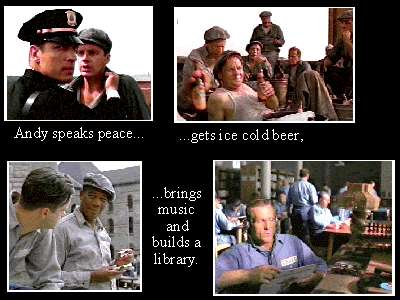 Andy speaks peace...
...gets ice cold beer,
...brings
music
and
builds a
library.